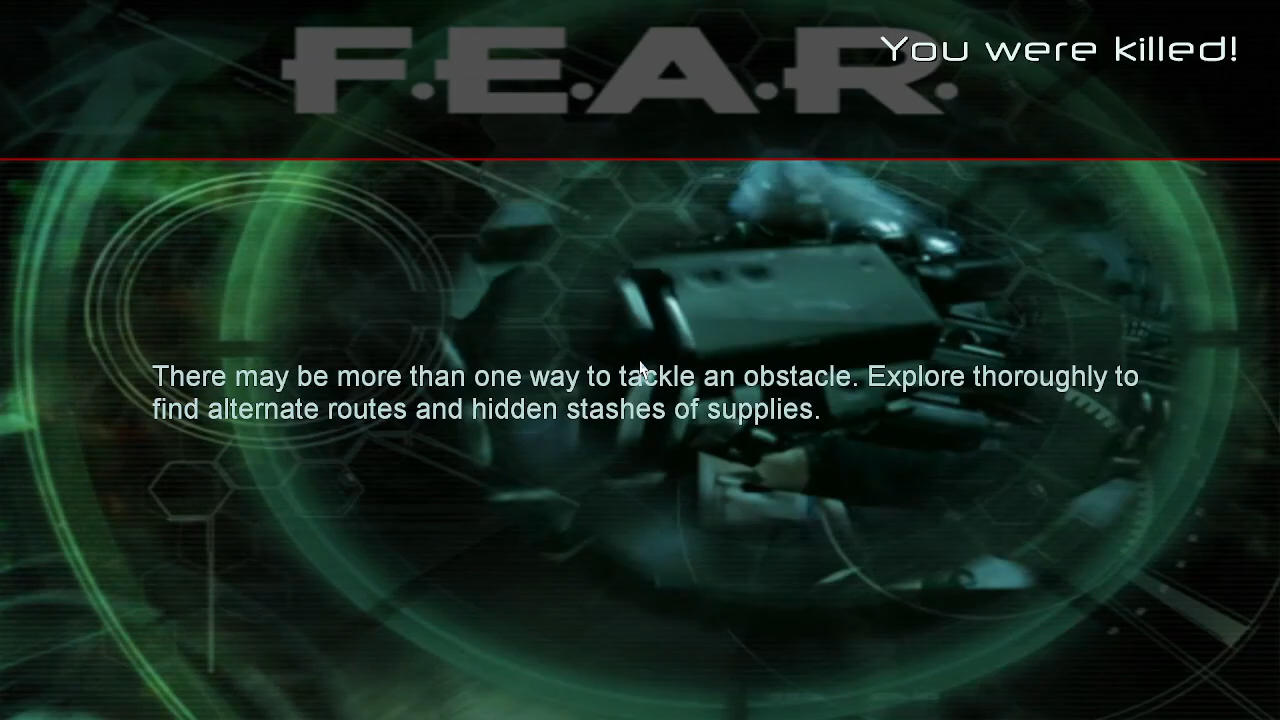 F.E.A.R.
You were killed!
There may be more than one way to tackle an obstacle. Explore thoroughly to
find alternate routes and hidden stashes of supplies.